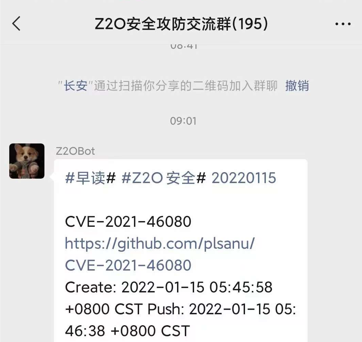 Z2O安全攻防交流群(195)
08:41
"长安"通过扫描你分享的二维码加入群聊 撤销
09:01
Z2OBot
#早读# #Z2O安全# 20220115
CVE-2021-46080
https://github.com/plsanu/
CVE-2021-46080
Create: 2022-01-15 05:45:58
+0800 CST Push: 2022-01-15 05:
46:38 +0800 CST